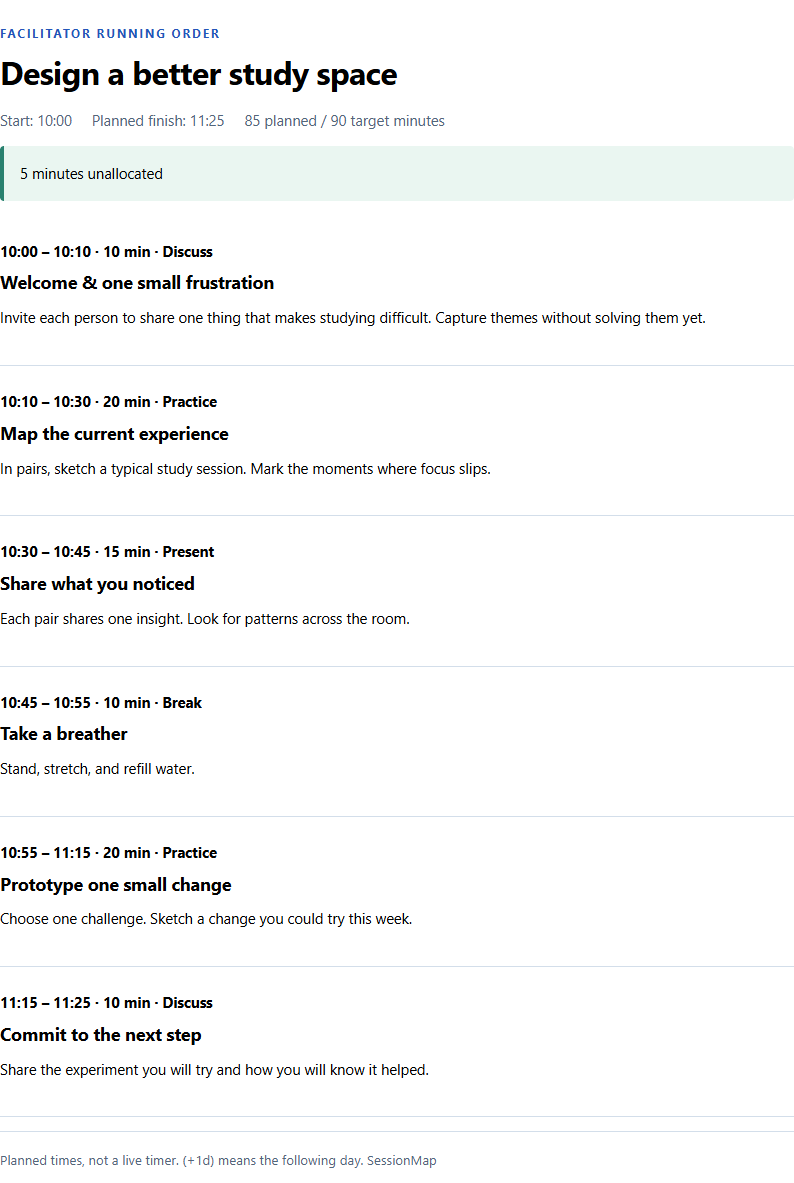 FACILITATOR RUNNING ORDER
Design a better study space
Start: 10:00 Planned finish: 11:25 85 planned / 90 target minutes
5 minutes unallocated
10:00 – 10:10 · 10 min · Discuss
Welcome & one small frustration
Invite each person to share one thing that makes studying difficult. Capture themes without solving them yet.
10:10 – 10:30 · 20 min · Practice
Map the current experience
In pairs, sketch a typical study session. Mark the moments where focus slips.
10:30 – 10:45 · 15 min · Present
Share what you noticed
Each pair shares one insight. Look for patterns across the room.
10:45 – 10:55 · 10 min · Break
Take a breather
Stand, stretch, and refill water.
10:55 – 11:15 · 20 min · Practice
Prototype one small change
Choose one challenge. Sketch a change you could try this week.
11:15 – 11:25 · 10 min · Discuss
Commit to the next step
Share the experiment you will try and how you will know it helped.
Planned times, not a live timer. (+1d) means the following day. SessionMap